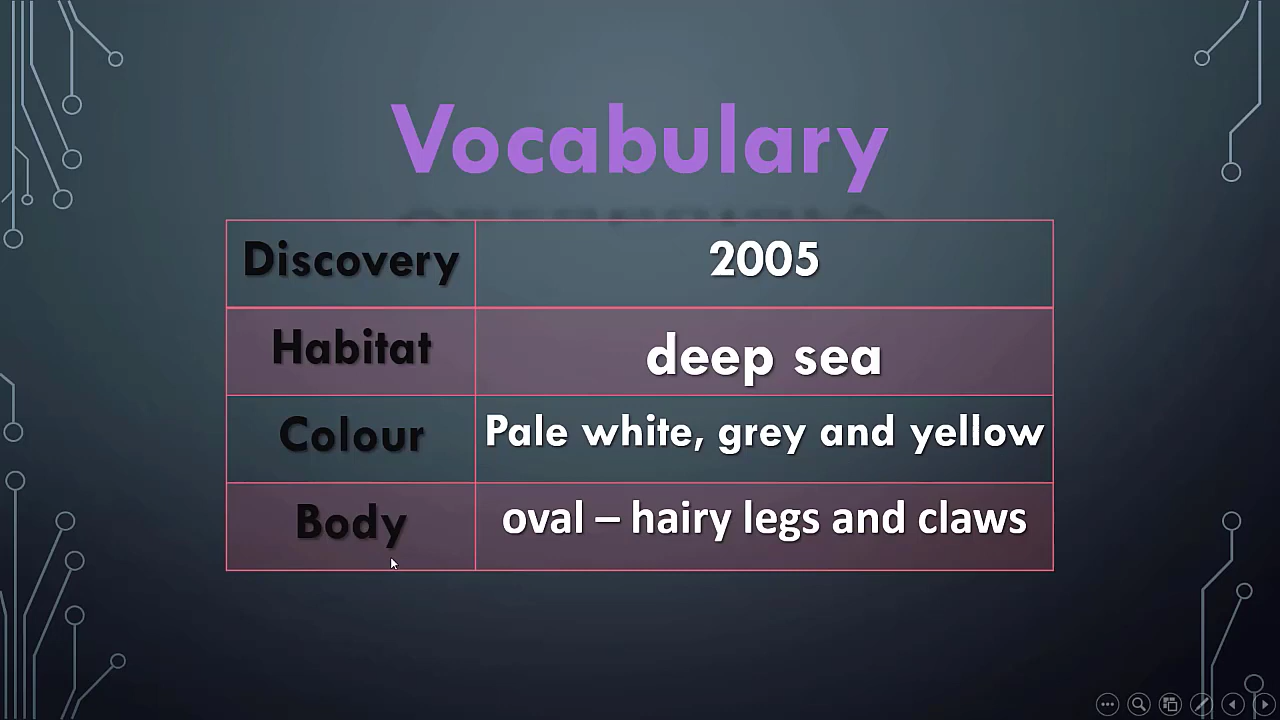 Vocabulary
Discovery 2005
Habitat deep sea
Colour Pale white, grey and yellow
Body oval – hairy legs and claws